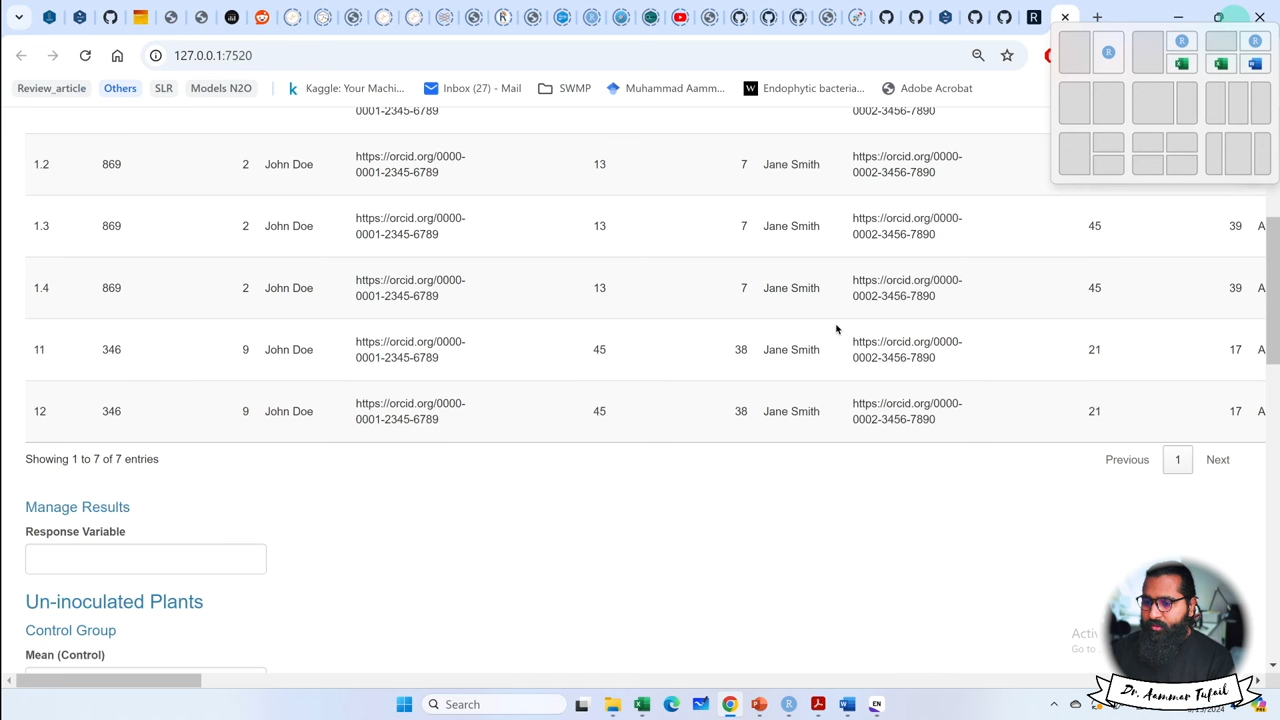 127.0.0.1:7520
Review_article Others SLR Models N2O Kaggle: Your Machi... Inbox (27) - Mail SWMP Muhammad Aamm... Endophytic bacteria... Adobe Acrobat
0001-2345-6789 0002-3456-7890
1.2 869 2 John Doe https://orcid.org/0000- 13 7 Jane Smith https://orcid.org/0000-
0001-2345-6789 0002-3456-7890
1.3 869 2 John Doe https://orcid.org/0000- 13 7 Jane Smith https://orcid.org/0000- 45 39 A
0001-2345-6789 0002-3456-7890
1.4 869 2 John Doe https://orcid.org/0000- 13 7 Jane Smith https://orcid.org/0000- 45 39 A
0001-2345-6789 0002-3456-7890
11 346 9 John Doe https://orcid.org/0000- 45 38 Jane Smith https://orcid.org/0000- 21 17 A
0001-2345-6789 0002-3456-7890
12 346 9 John Doe https://orcid.org/0000- 45 38 Jane Smith https://orcid.org/0000- 21 17 A
0001-2345-6789 0002-3456-7890
Showing 1 to 7 of 7 entries Previous 1 Next
Manage Results
Response Variable
Un-inoculated Plants
Control Group
Mean (Control)
Go to
Search
EN
Dr. Aammar Tufail